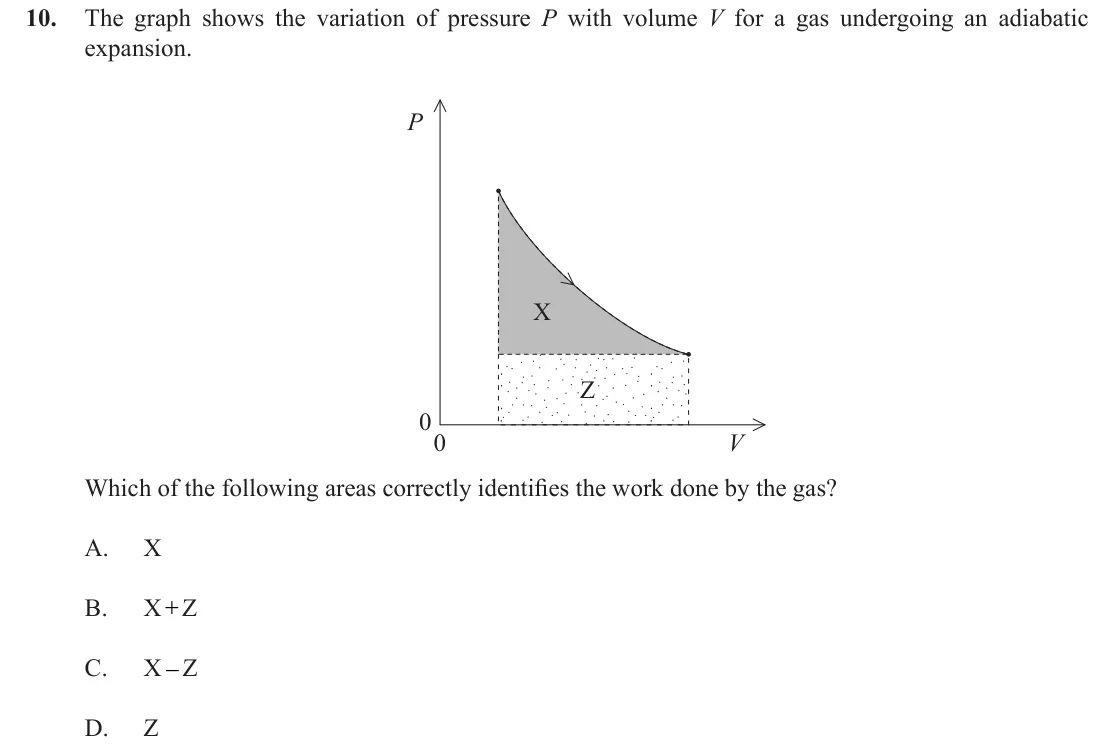 10. The graph shows the variation of pressure P with volume V for a gas undergoing an adiabatic
expansion.
P
X
Z
0
0
V
Which of the following areas correctly identifies the work done by the gas?
A. X
B. X+Z
C. X–Z
D. Z